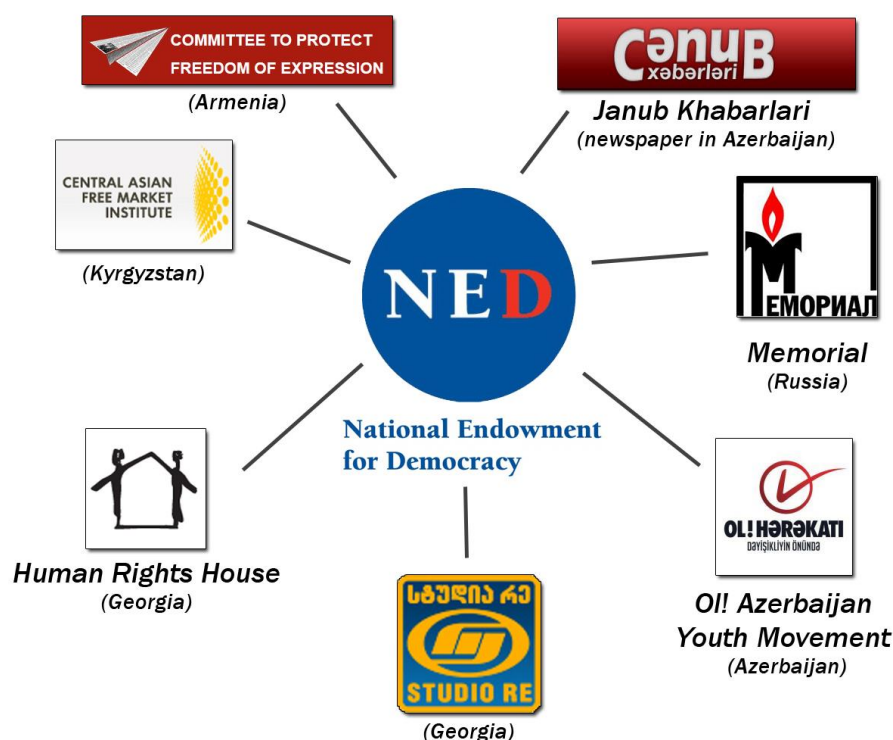 COMMITTEE TO PROTECT
FREEDOM OF EXPRESSION
(Armenia)
CənuB
xəbərləri
Janub Khabarlari
(newspaper in Azerbaijan)
CENTRAL ASIAN
FREE MARKET
INSTITUTE
(Kyrgyzstan)
NED
National Endowment
for Democracy
МЕМОРИАЛ
Memorial
(Russia)
Human Rights House
(Georgia)
სტუდია რე
STUDIO RE
(Georgia)
OL! HƏRƏKATI
DƏYİŞİKLİYİN ÖNÜNDƏ
Ol! Azerbaijan
Youth Movement
(Azerbaijan)